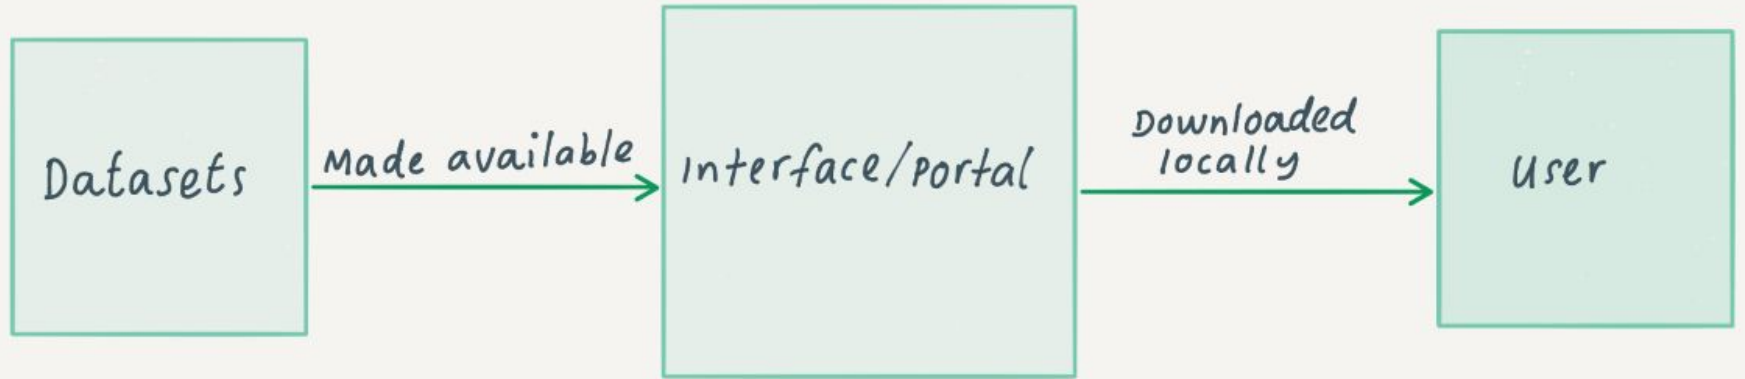 Datasets
Made available
Interface/Portal
Downloaded
locally
User